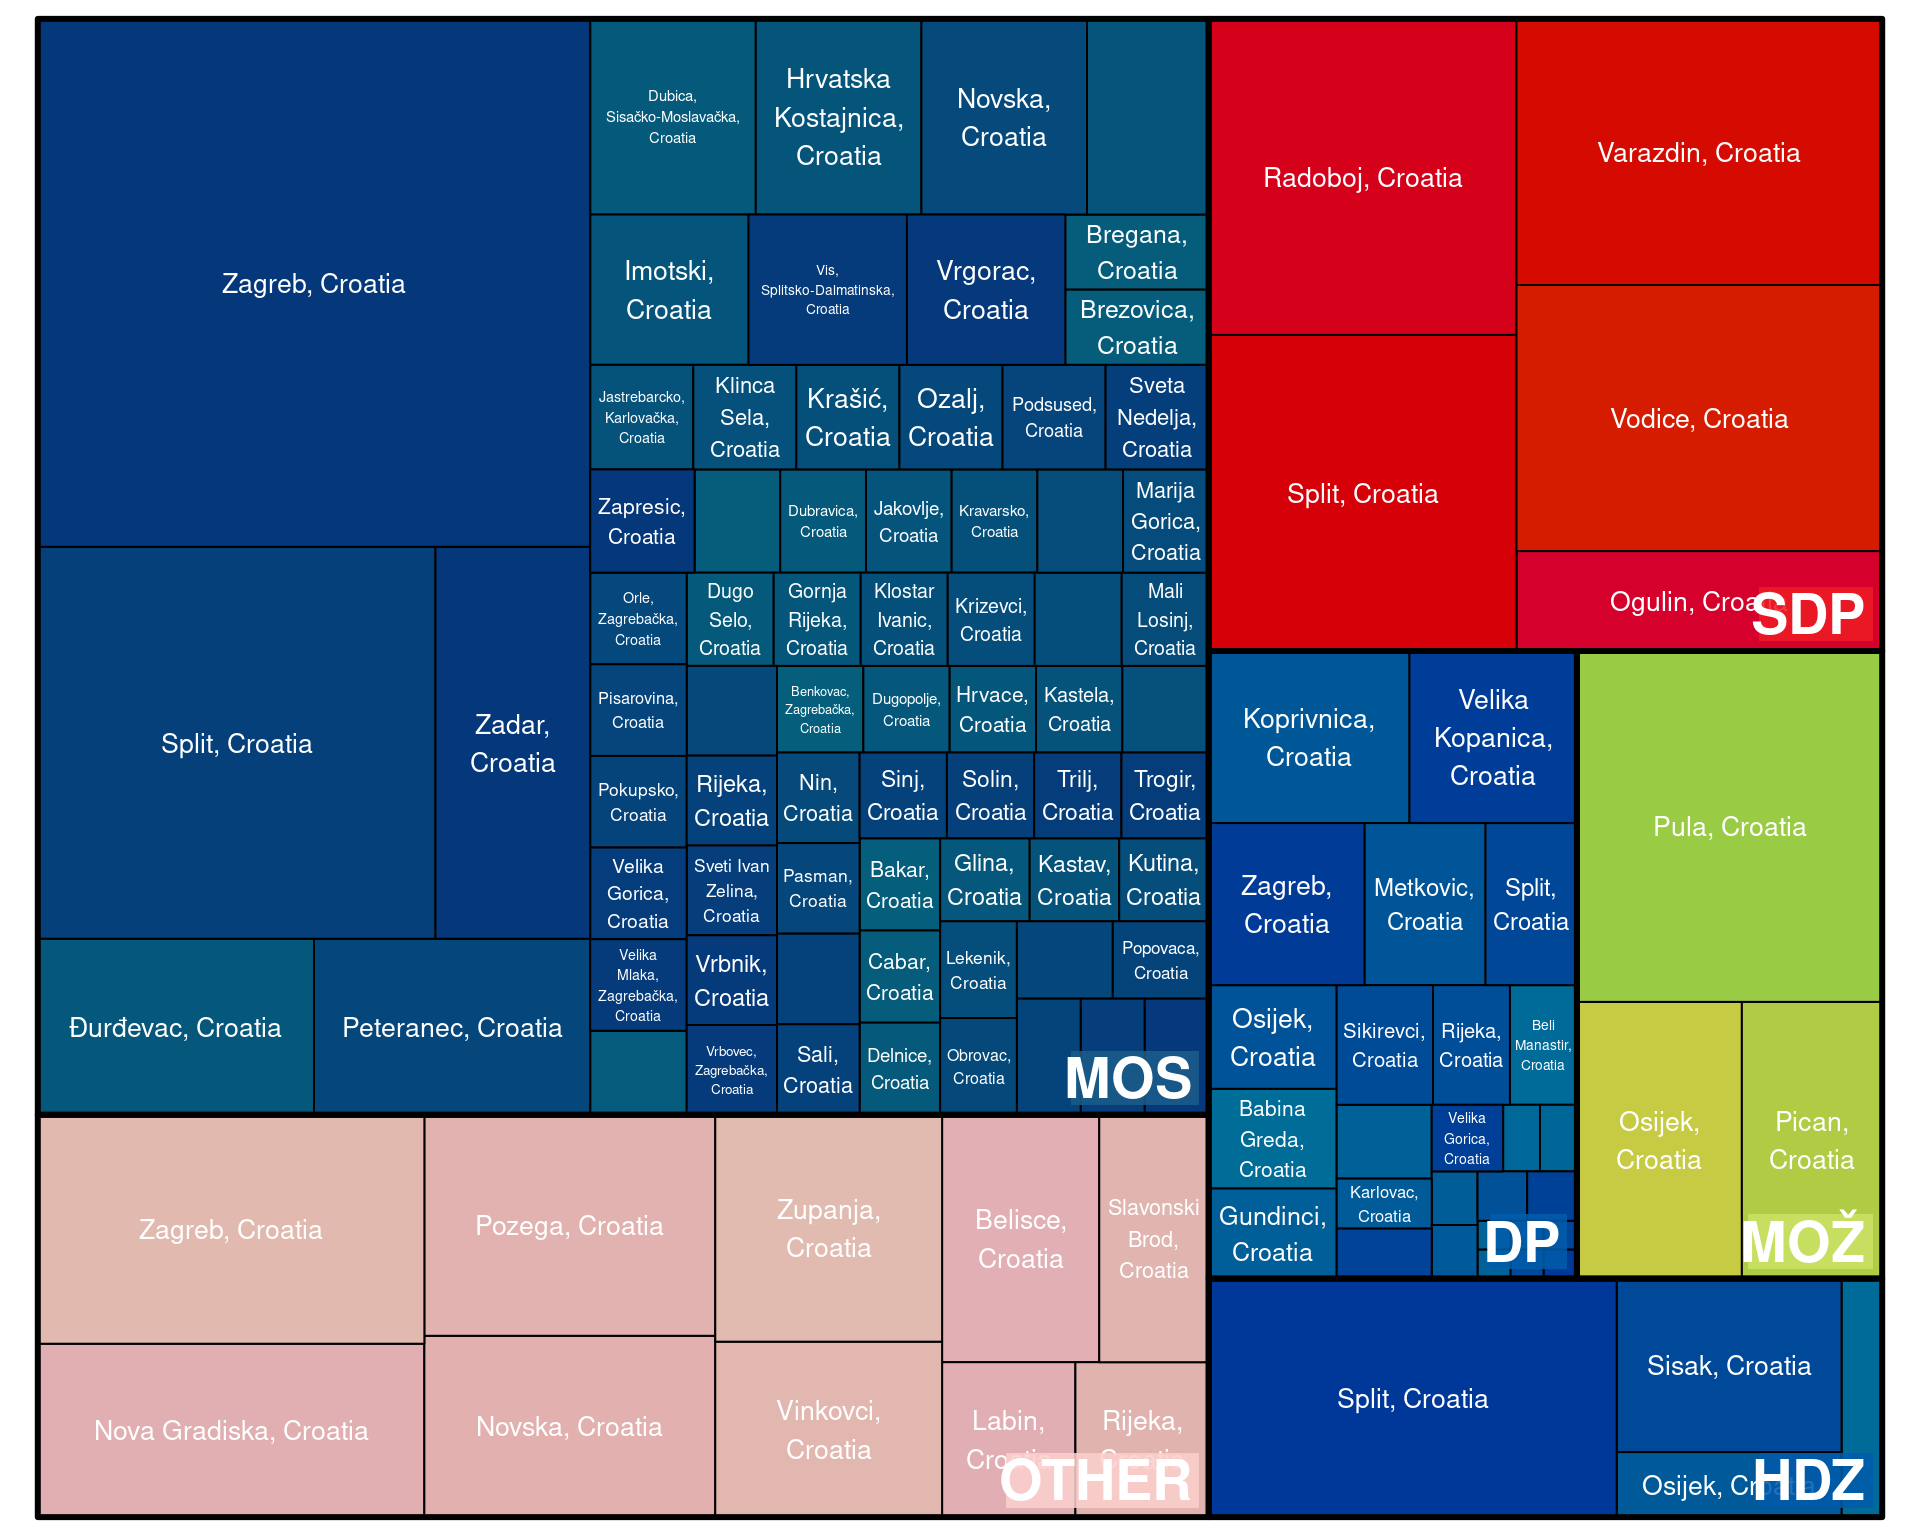 Zagreb, Croatia
Split, Croatia
Zadar,
Croatia
Đurđevac, Croatia
Peteranec, Croatia
Dubica,
Sisačko-Moslavačka,
Croatia
Hrvatska
Kostajnica,
Croatia
Novska,
Croatia
Imotski,
Croatia
Vis,
Splitsko-Dalmatinska,
Croatia
Vrgorac,
Croatia
Bregana,
Croatia
Brezovica,
Croatia
Jastrebarcko,
Karlovačka,
Croatia
Klinca
Sela,
Croatia
Krašić,
Croatia
Ozalj,
Croatia
Podsused,
Croatia
Sveta
Nedelja,
Croatia
Zapresic,
Croatia
Dubravica,
Croatia
Jakovlje,
Croatia
Kravarsko,
Croatia
Marija
Gorica,
Croatia
Orle,
Zagrebačka,
Croatia
Dugo
Selo,
Croatia
Gornja
Rijeka,
Croatia
Klostar
Ivanic,
Croatia
Krizevci,
Croatia
Mali
Losinj,
Croatia
Pisarovina,
Croatia
Benkovac,
Zagrebačka,
Croatia
Dugopolje,
Croatia
Hrvace,
Croatia
Kastela,
Croatia
Pokupsko,
Croatia
Rijeka,
Croatia
Nin,
Croatia
Sinj,
Croatia
Solin,
Croatia
Trilj,
Croatia
Trogir,
Croatia
Velika
Gorica,
Croatia
Sveti Ivan
Zelina,
Croatia
Pasman,
Croatia
Bakar,
Croatia
Glina,
Croatia
Kastav,
Croatia
Kutina,
Croatia
Velika
Mlaka,
Zagrebačka,
Croatia
Vrbnik,
Croatia
Cabar,
Croatia
Lekenik,
Croatia
Popovaca,
Croatia
Vrbovec,
Zagrebačka,
Croatia
Sali,
Croatia
Delnice,
Croatia
Obrovac,
Croatia
MOS
Radoboj, Croatia
Varazdin, Croatia
Split, Croatia
Vodice, Croatia
Ogulin, Croatia
SDP
Koprivnica,
Croatia
Velika
Kopanica,
Croatia
Zagreb,
Croatia
Metkovic,
Croatia
Split,
Croatia
Osijek,
Croatia
Sikirevci,
Croatia
Rijeka,
Croatia
Beli
Manastir,
Croatia
Babina
Greda,
Croatia
Velika
Gorica,
Croatia
Karlovac,
Croatia
Gundinci,
Croatia
DP
Pula, Croatia
Osijek,
Croatia
Pican,
Croatia
MOŽ
Zagreb, Croatia
Nova Gradiska, Croatia
Pozega, Croatia
Novska, Croatia
Zupanja,
Croatia
Vinkovci,
Croatia
Belisce,
Croatia
Slavonski
Brod,
Croatia
Labin,
Croatia
Rijeka,
Croatia
OTHER
Split, Croatia
Sisak, Croatia
Osijek, Croatia
HDZ